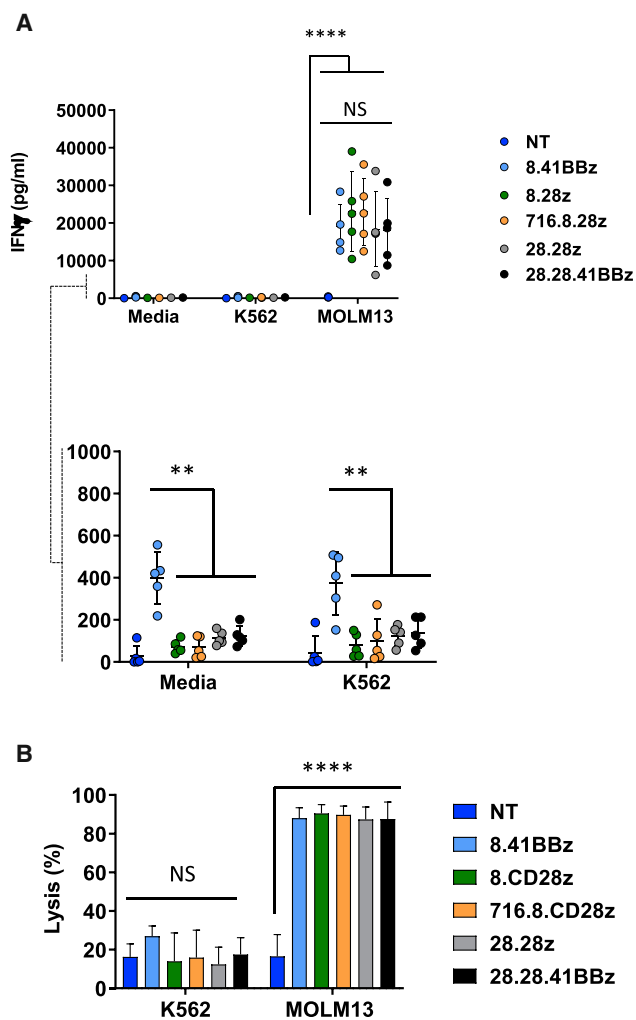 A
****
NS
50000
40000
30000
20000
10000
0
IFNγ (pg/ml)
Media
K562
MOLM13
NT
8.41BBz
8.28z
716.8.28z
28.28z
28.28.41BBz
1000
800
600
400
200
0
**
**
Media
K562
B
****
NS
100
80
60
40
20
0
Lysis (%)
K562
MOLM13
NT
8.41BBz
8.CD28z
716.8.CD28z
28.28z
28.28.41BBz